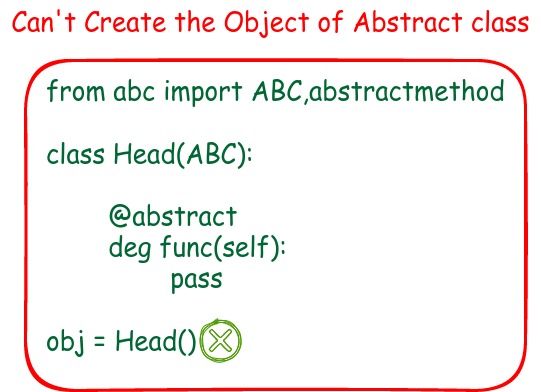 Can't Create the Object of Abstract class
from abc import ABC,abstractmethod
class Head(ABC):
@abstract
deg func(self):
pass
obj = Head()